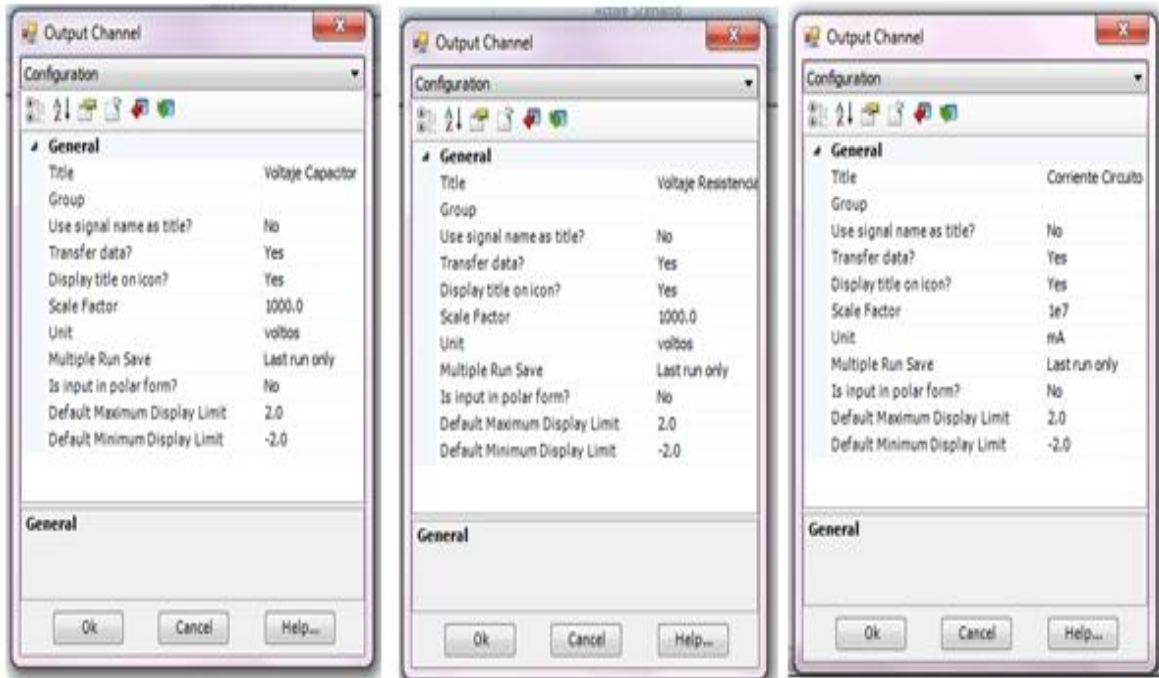 Output Channel
Configuration
General
Title Voltaje Capacitor
Group
Use signal name as title? No
Transfer data? Yes
Display title on icon? Yes
Scale Factor 1000.0
Unit voltios
Multiple Run Save Last run only
Is input in polar form? No
Default Maximum Display Limit 2.0
Default Minimum Display Limit -2.0
General
Ok Cancel Help...
Active Scenario
Output Channel
Configuration
General
Title Voltaje Resistencia
Group
Use signal name as title? No
Transfer data? Yes
Display title on icon? Yes
Scale Factor 1000.0
Unit voltios
Multiple Run Save Last run only
Is input in polar form? No
Default Maximum Display Limit 2.0
Default Minimum Display Limit -2.0
General
Ok Cancel Help...
Output Channel
Configuration
General
Title Corriente Circuito
Group
Use signal name as title? No
Transfer data? Yes
Display title on icon? Yes
Scale Factor 1e7
Unit mA
Multiple Run Save Last run only
Is input in polar form? No
Default Maximum Display Limit 2.0
Default Minimum Display Limit -2.0
General
Ok Cancel Help...